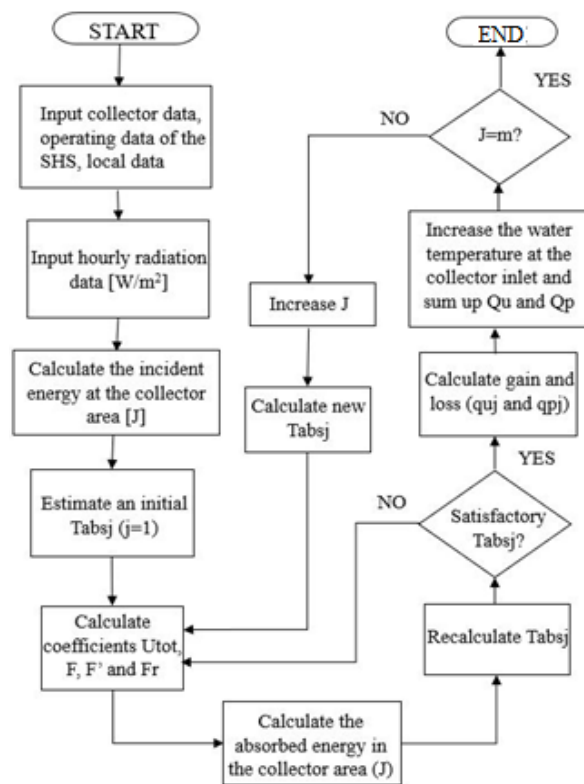 START
Input collector data,
operating data of the
SHS, local data
Input hourly radiation
data [W/m²]
Calculate the incident
energy at the collector
area [J]
Estimate an initial
Tabsj (j=1)
Calculate
coefficients Utot,
F, F’ and Fr
Calculate the
absorbed energy in
the collector area (J)
Recalculate Tabsj
Satisfactory
Tabsj?
NO
YES
Calculate gain and
loss (quj and qpj)
Increase the water
temperature at the
collector inlet and
sum up Qu and Qp
J=m?
NO
YES
Increase J
Calculate new
Tabsj
END